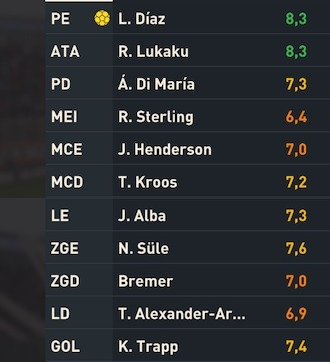 PE L. Díaz 8,3
ATA R. Lukaku 8,3
PD Á. Di María 7,3
MEI R. Sterling 6,4
MCE J. Henderson 7,0
MCD T. Kroos 7,2
LE J. Alba 7,3
ZGE N. Süle 7,6
ZGD Bremer 7,0
LD T. Alexander-Ar... 6,9
GOL K. Trapp 7,4